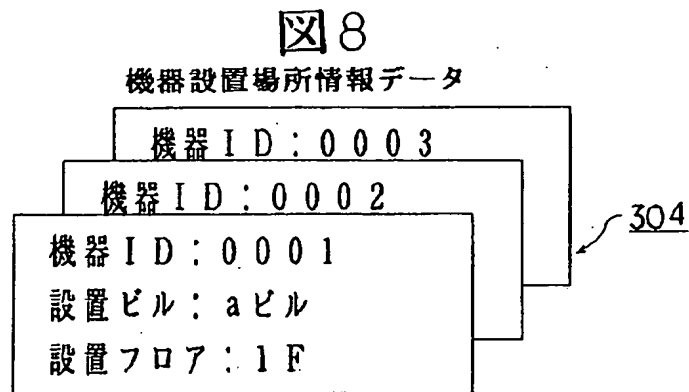 図8
機器設置場所情報データ
機器ID:0003
機器ID:0002
304
機器ID:0001
設置ビル:aビル
設置フロア:1F